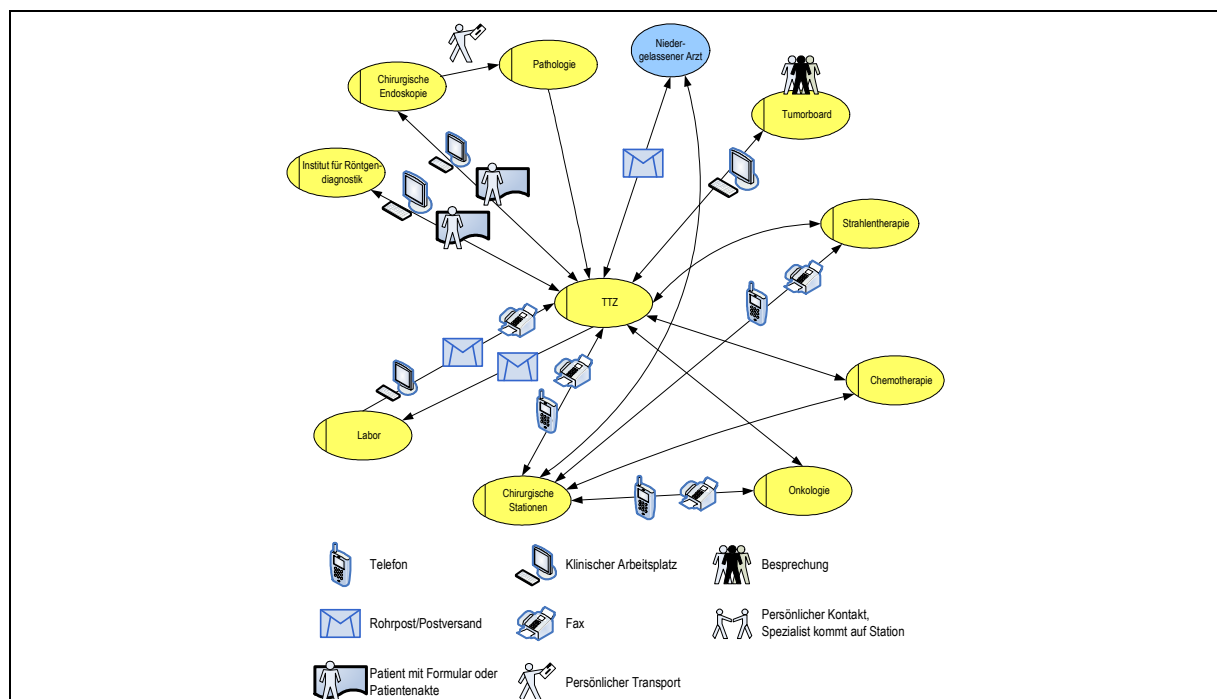 Nieder-
gelassener Arzt
Pathologie
Chirurgische
Endoskopie
Tumorboard
Institut für Röntgen-
diagnostik
Strahlentherapie
TTZ
Chemotherapie
Labor
Chirurgische
Stationen
Onkologie
Telefon
Klinischer Arbeitsplatz
Besprechung
Rohrpost/Postversand
Fax
Persönlicher Kontakt,
Spezialist kommt auf Station
Patient mit Formular oder
Patientenakte
Persönlicher Transport